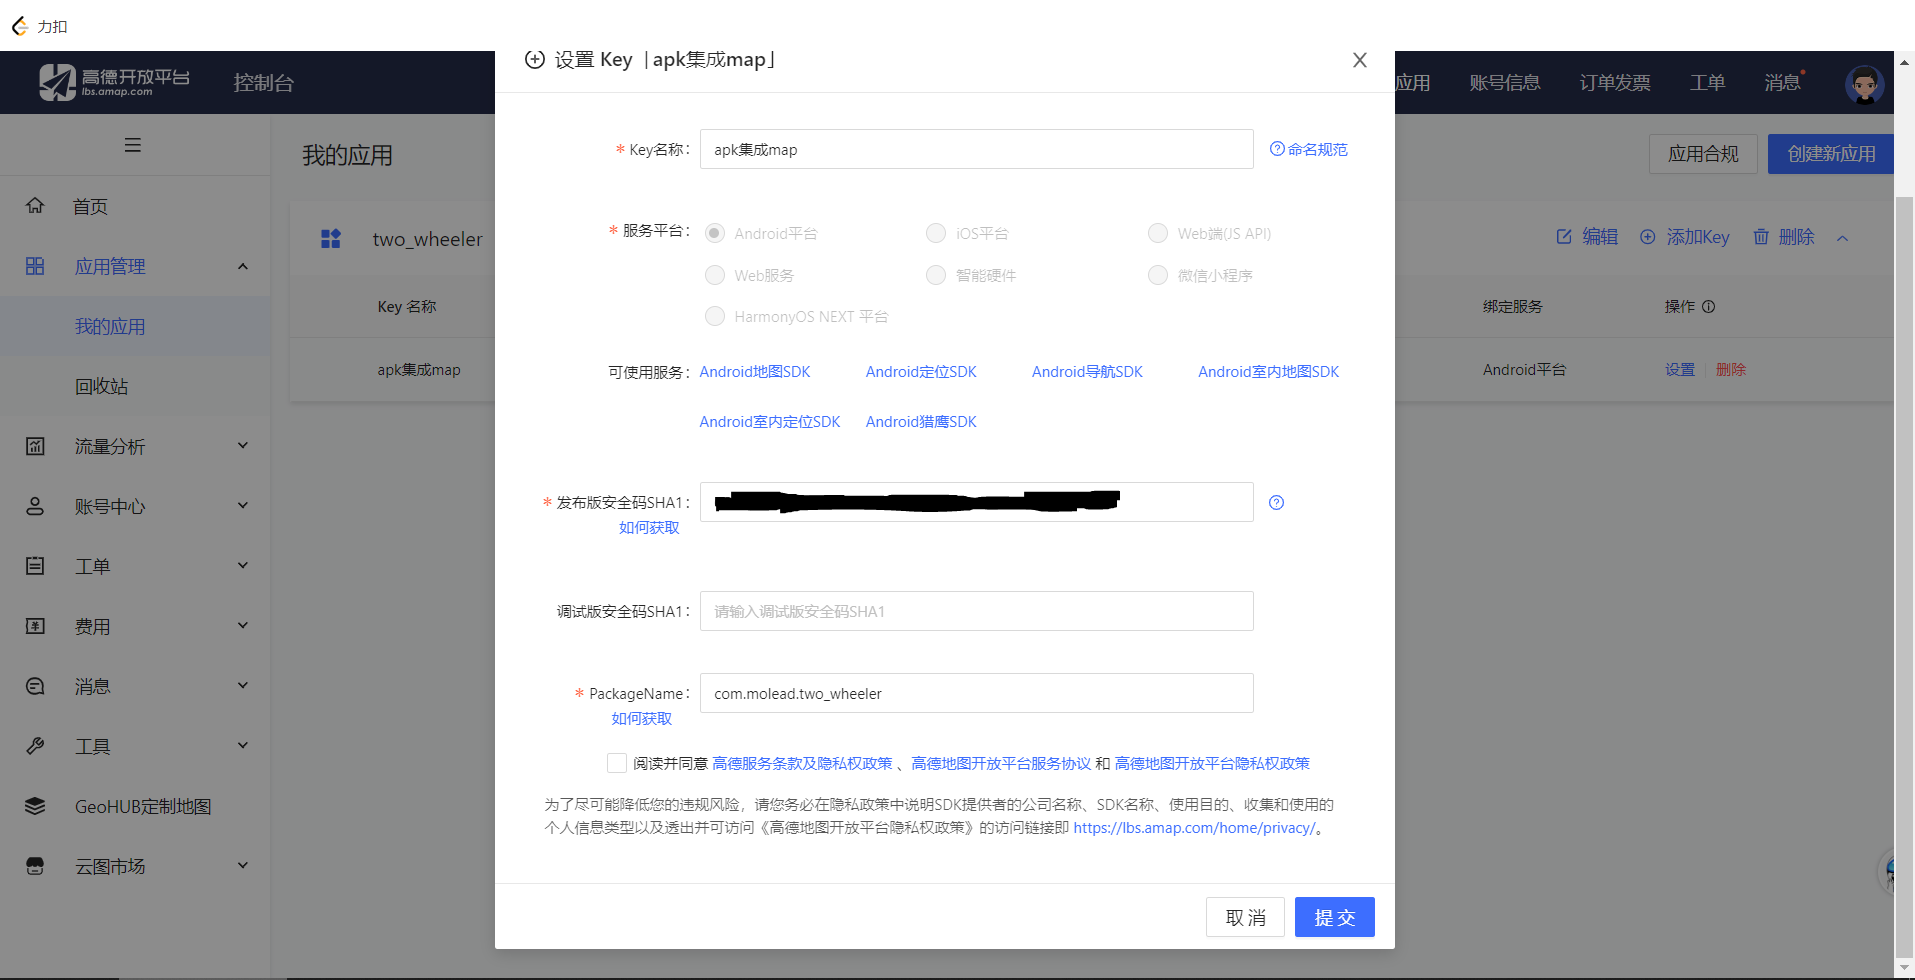 力扣
高德开放平台
lbs.amap.com
控制台
应用
账号信息
订单发票
工单
消息
设置 Key「apk集成map」
我的应用
应用合规
创建新应用
首页
应用管理
我的应用
回收站
流量分析
账号中心
工单
费用
消息
工具
GeoHUB定制地图
云图市场
two_wheeler
编辑
添加Key
删除
Key 名称
绑定服务
操作
apk集成map
Android平台
设置
删除
* Key名称：
apk集成map
命名规范
* 服务平台：
Android平台
iOS平台
Web端(JS API)
Web服务
智能硬件
微信小程序
HarmonyOS NEXT 平台
可使用服务：
Android地图SDK
Android定位SDK
Android导航SDK
Android室内地图SDK
Android室内定位SDK
Android猎鹰SDK
* 发布版安全码SHA1：
如何获取
调试版安全码SHA1：
请输入调试版安全码SHA1
* PackageName：
com.molead.two_wheeler
如何获取
阅读并同意 高德服务条款及隐私权政策 、高德地图开放平台服务协议 和 高德地图开放平台隐私权政策
为了尽可能降低您的违规风险，请您务必在隐私政策中说明SDK提供者的公司名称、SDK名称、使用目的、收集和使用的
个人信息类型以及透出并可访问《高德地图开放平台隐私权政策》的访问链接即 https://lbs.amap.com/home/privacy/。
取消
提交